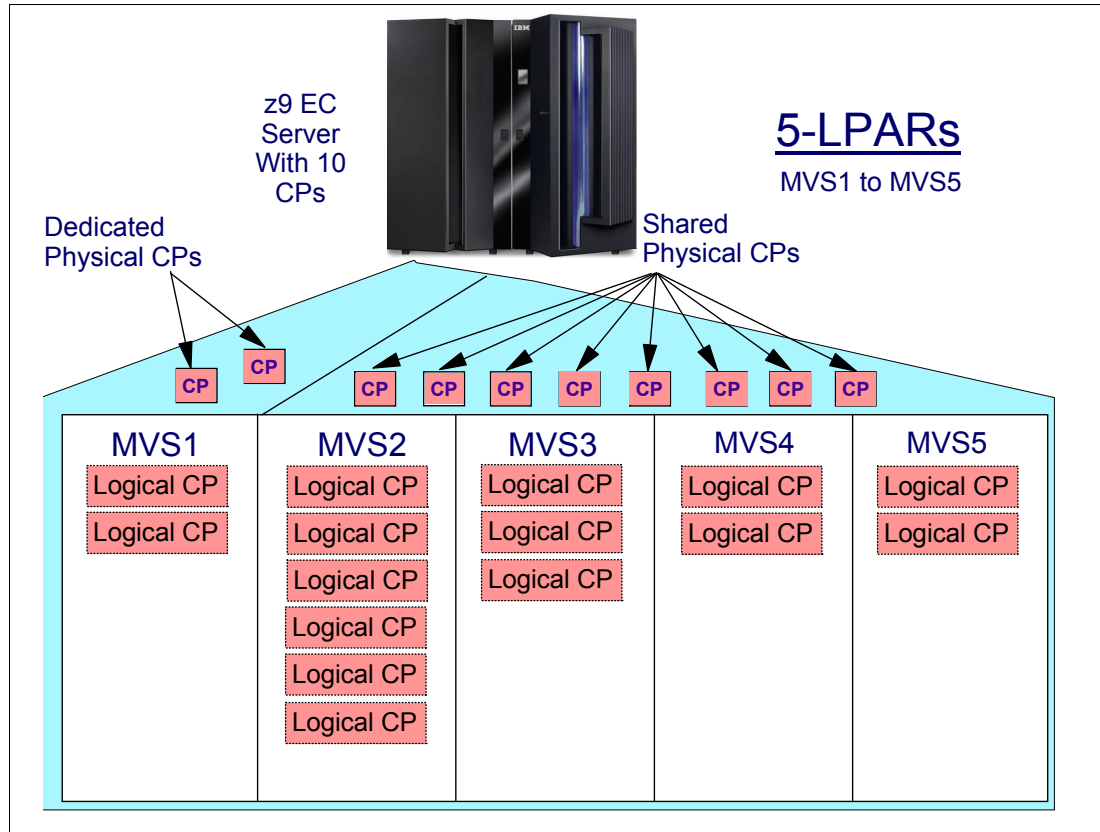 IBM
z9 EC
Server
With 10
CPs
5-LPARs
MVS1 to MVS5
Dedicated
Physical CPs
Shared
Physical CPs
CP
CP
CP
CP
CP
CP
CP
CP
CP
CP
MVS1
Logical CP
Logical CP
MVS2
Logical CP
Logical CP
Logical CP
Logical CP
Logical CP
Logical CP
MVS3
Logical CP
Logical CP
Logical CP
MVS4
Logical CP
Logical CP
MVS5
Logical CP
Logical CP